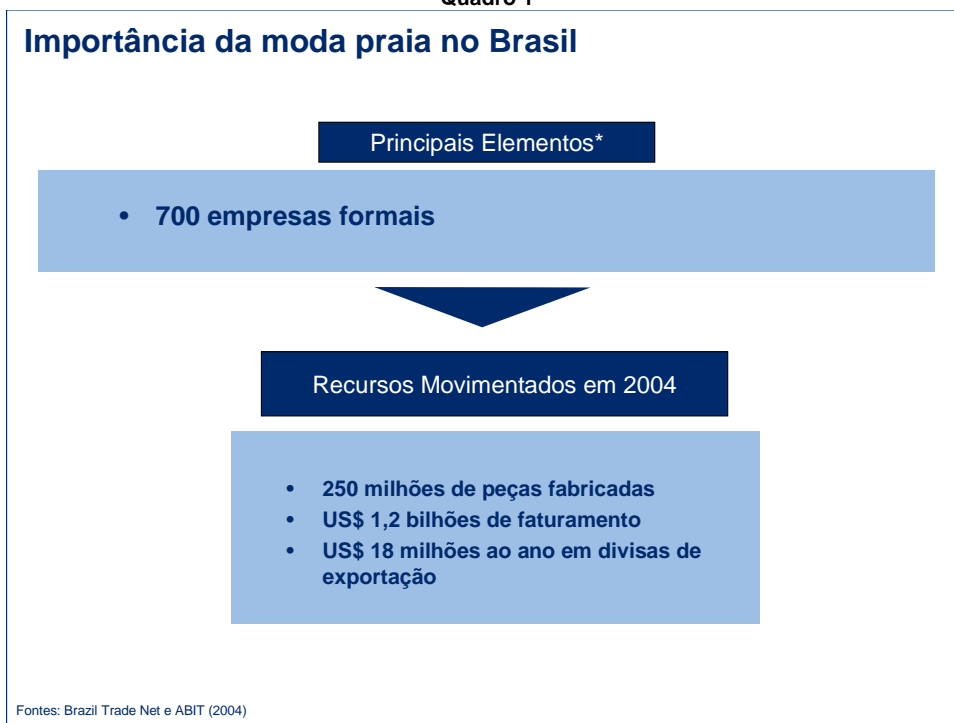 Quadro 1
Importância da moda praia no Brasil
Principais Elementos*
• 700 empresas formais
Recursos Movimentados em 2004
• 250 milhões de peças fabricadas
• US$ 1,2 bilhões de faturamento
• US$ 18 milhões ao ano em divisas de
exportação
Fontes: Brazil Trade Net e ABIT (2004)